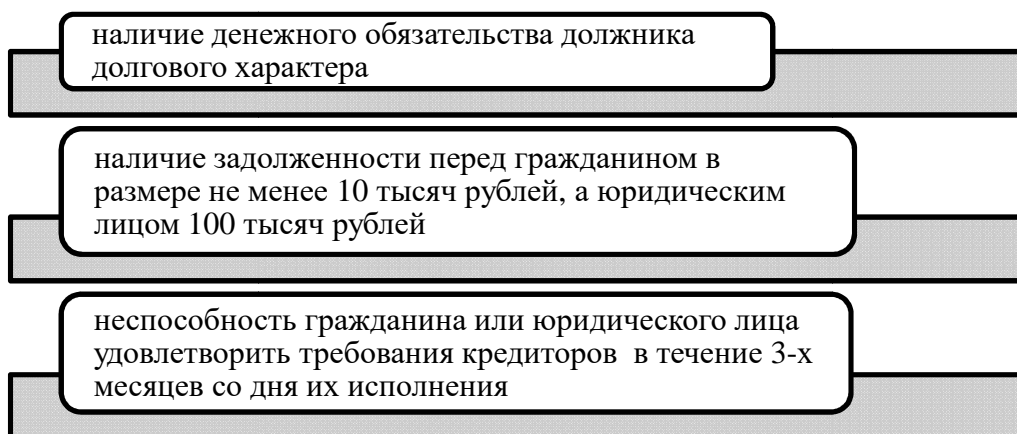 наличие денежного обязательства должника
долгового характера
наличие задолженности перед гражданином в
размере не менее 10 тысяч рублей, а юридическим
лицом 100 тысяч рублей
неспособность гражданина или юридического лица
удовлетворить требования кредиторов в течение 3-х
месяцев со дня их исполнения